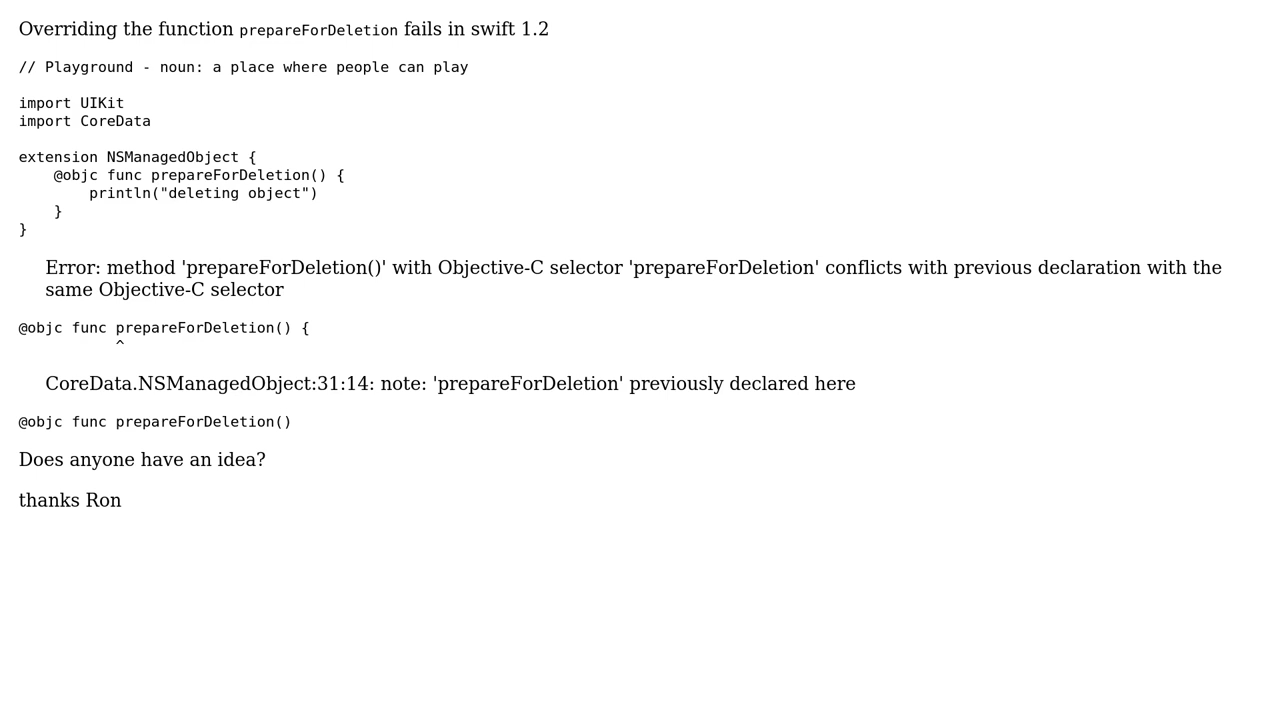 Overriding the function prepareForDeletion fails in swift 1.2
// Playground - noun: a place where people can play
import UIKit
import CoreData
extension NSManagedObject {
    @objc func prepareForDeletion() {
        println("deleting object")
    }
}
Error: method 'prepareForDeletion()' with Objective-C selector 'prepareForDeletion' conflicts with previous declaration with the
same Objective-C selector
@objc func prepareForDeletion() {
           ^
CoreData.NSManagedObject:31:14: note: 'prepareForDeletion' previously declared here
@objc func prepareForDeletion()
Does anyone have an idea?
thanks Ron